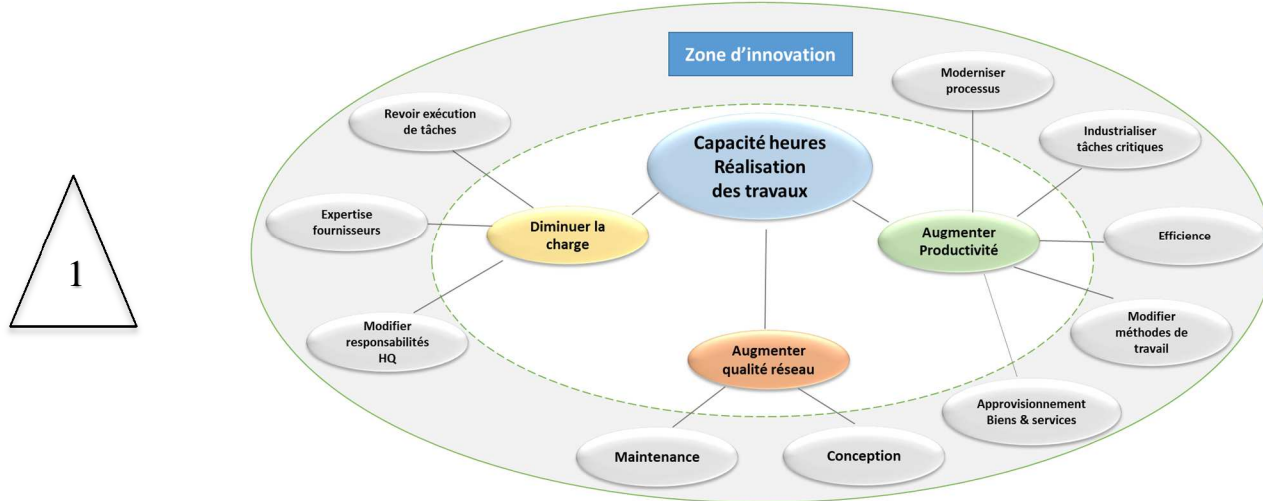 Zone d'innovation
Moderniser
processus
Revoir exécution
de tâches
Industrialiser
tâches critiques
Capacité heures
Réalisation
des travaux
Expertise
fournisseurs
Diminuer la
charge
Augmenter
Productivité
Efficience
1
Modifier
responsabilités
HQ
Modifier
méthodes de
travail
Augmenter
qualité réseau
Approvisionnement
Biens & services
Maintenance
Conception